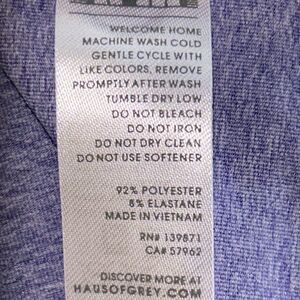 WELCOME HOME
MACHINE WASH COLD
GENTLE CYCLE WITH
LIKE COLORS, REMOVE
PROMPTLY AFTER WASH
TUMBLE DRY LOW
DO NOT BLEACH
DO NOT IRON
DO NOT DRY CLEAN
DO NOT USE SOFTENER
92% POLYESTER
8% ELASTANE
MADE IN VIETNAM
RN# 139871
CA# 57962
DISCOVER MORE AT
HAUSOFGREY.COM